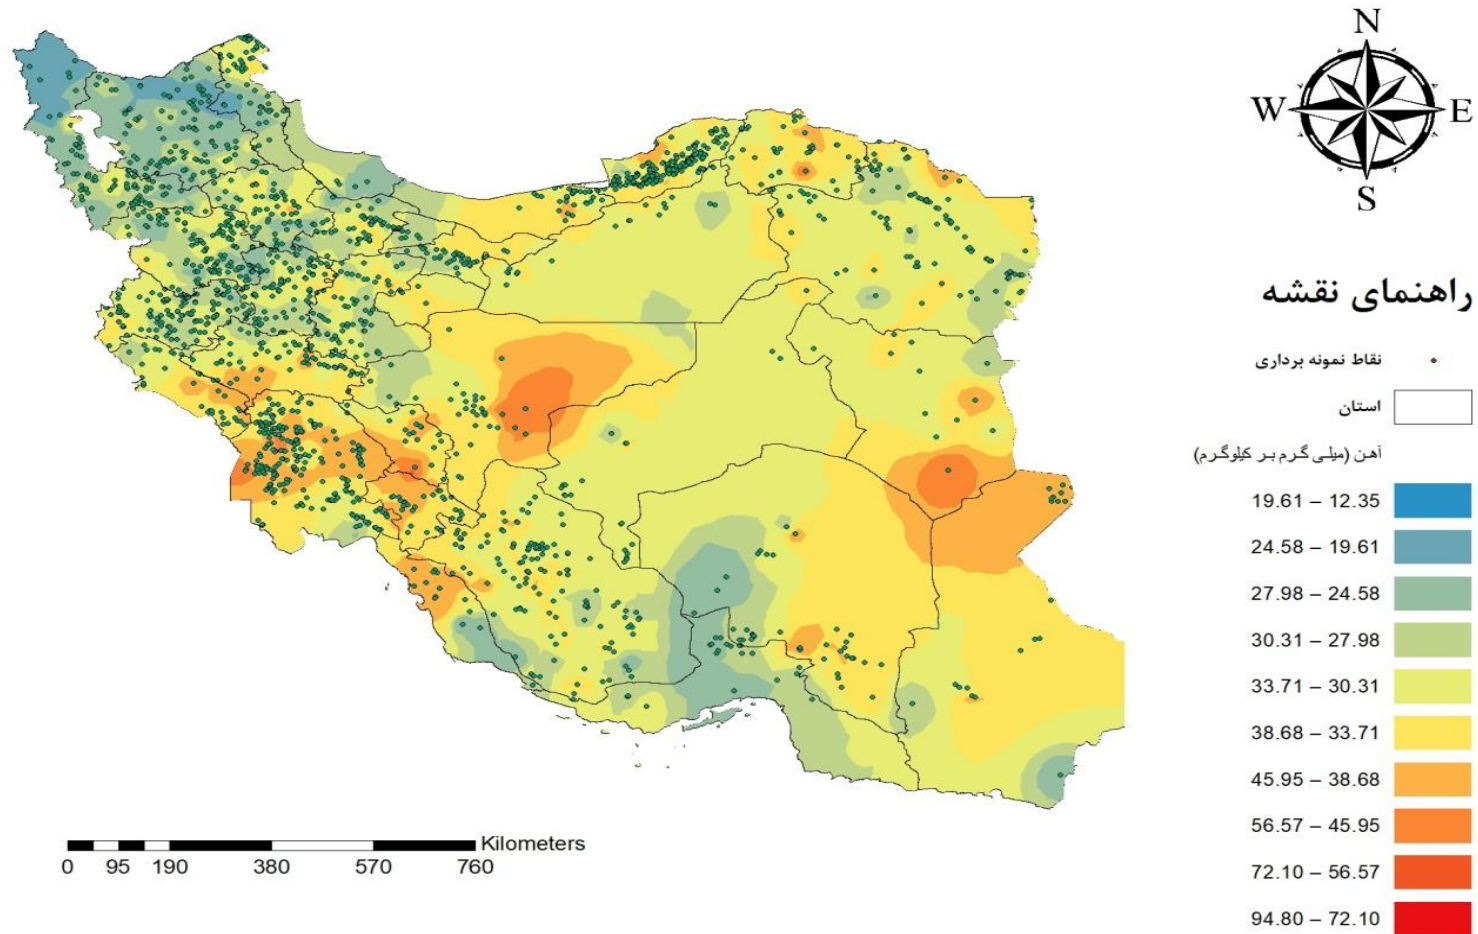 N
W E
S
راهنمای نقشه
نقاط نمونه برداری
استان
آهن (میلی گرم بر کیلوگرم)
19.61 – 12.35
24.58 – 19.61
27.98 – 24.58
30.31 – 27.98
33.71 – 30.31
38.68 – 33.71
45.95 – 38.68
56.57 – 45.95
72.10 – 56.57
94.80 – 72.10
Kilometers
0 95 190 380 570 760